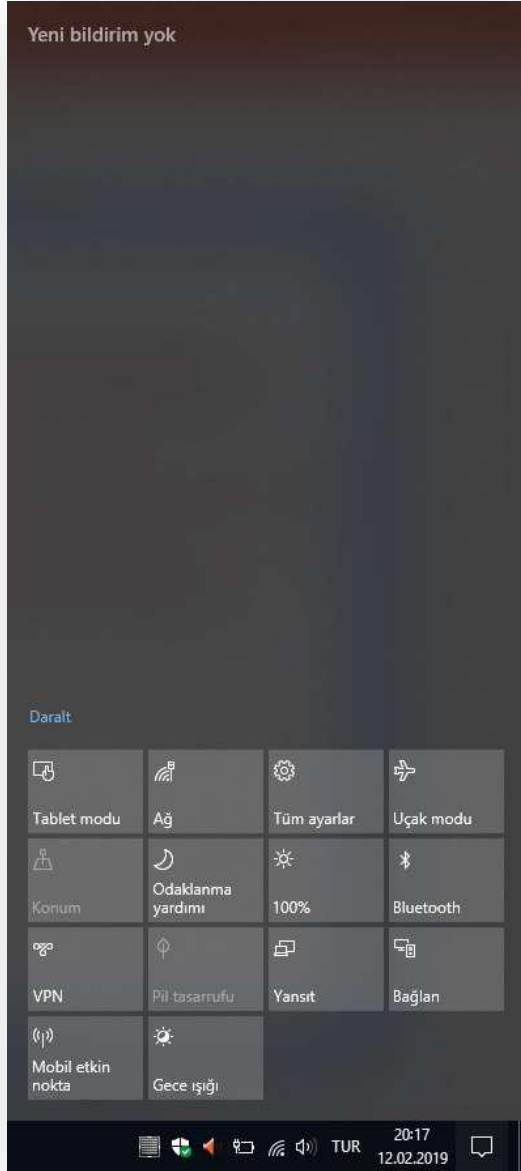 Yeni bildirim yok
Daralt
Tablet modu
Ağ
Tüm ayarlar
Uçak modu
Konum
Odaklanma
yardımı
100%
Bluetooth
VPN
Pil tasarrufu
Yansıt
Bağlan
Mobil etkin
nokta
Gece ışığı
TUR
20:17
12.02.2019